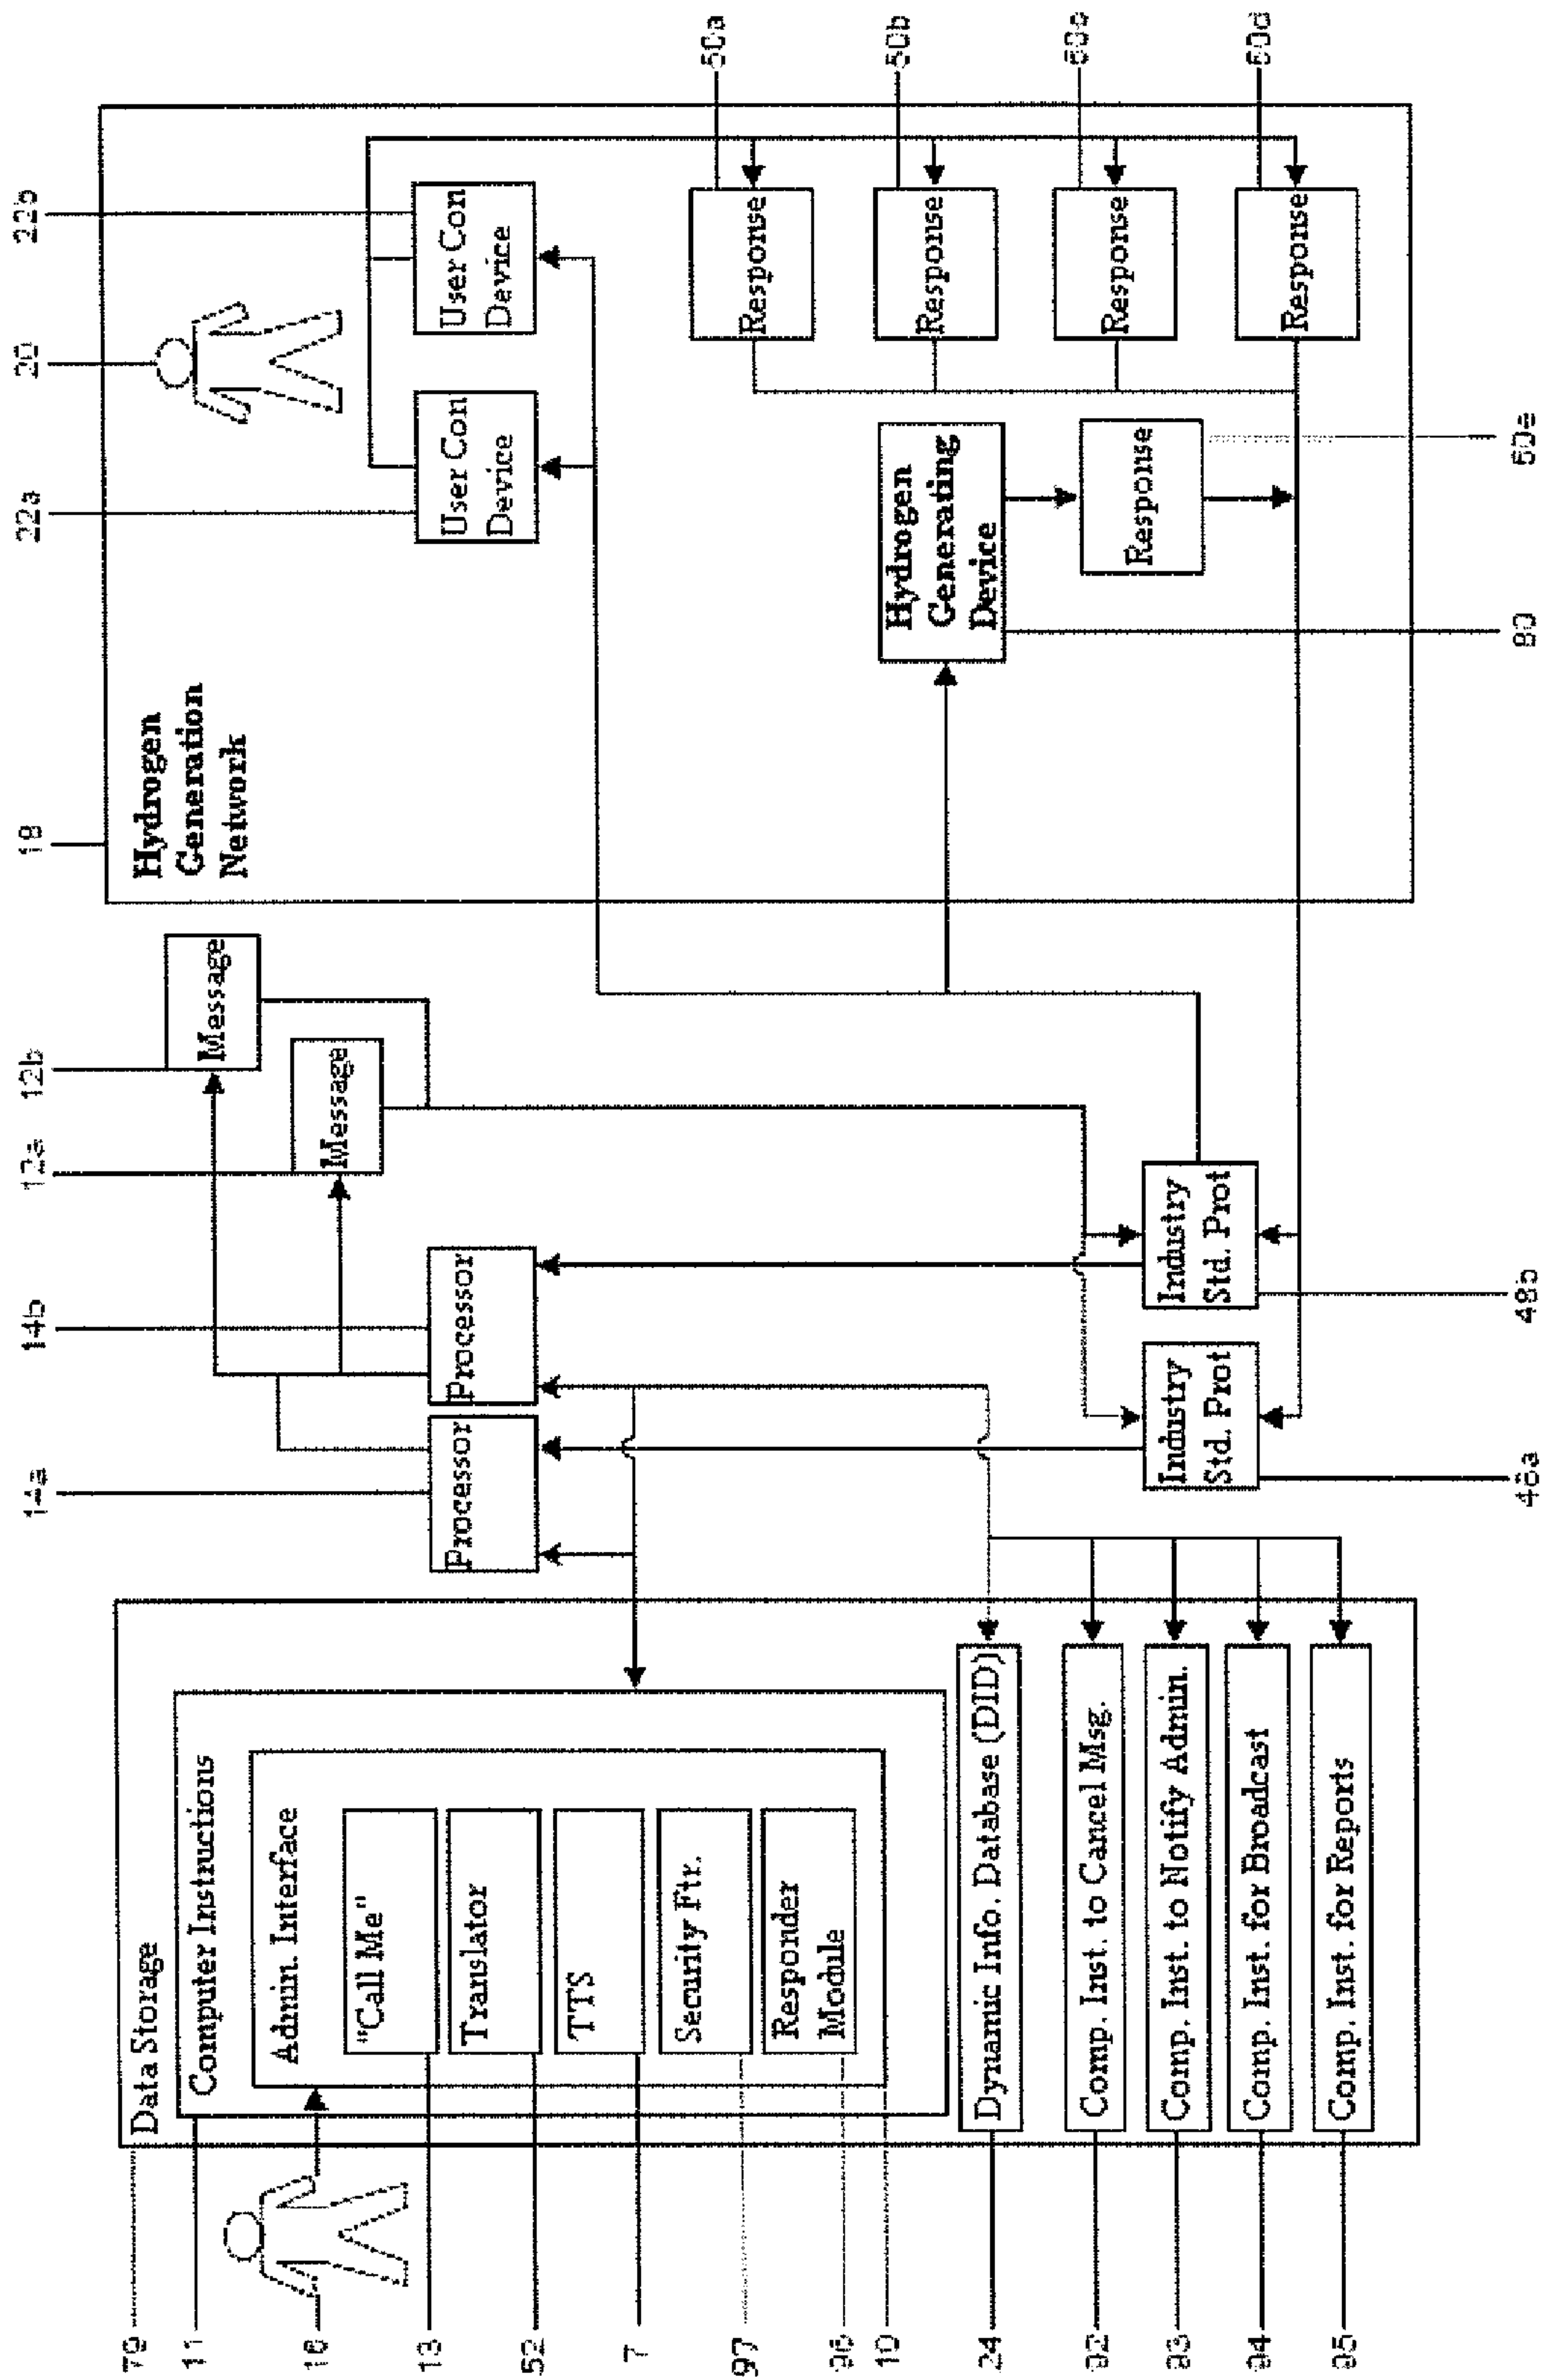 79
11
16
13
52
7
97
10
24
14a
14b
12a
12b
18
22a
20
22b
Data Storage
Computer Instructions
Admin. Interface
"Call Me"
Translator
TTS
Security Ftr.
Responder
Module
Dynamic Info. Database (DID)
Comp. Inst. to Cancel Msg.
Comp. Inst. to Notify Admin.
Comp. Inst. for Broadcast
Comp. Inst. for Reports
Processor
Processor
Message
Message
Industry
Std. Prot
Industry
Std. Prot
48b
Hydrogen
Generation
Network
User Con
Device
User Con
Device
Hydrogen
Generating
Device
80
Response
Response
Response
Response
Response